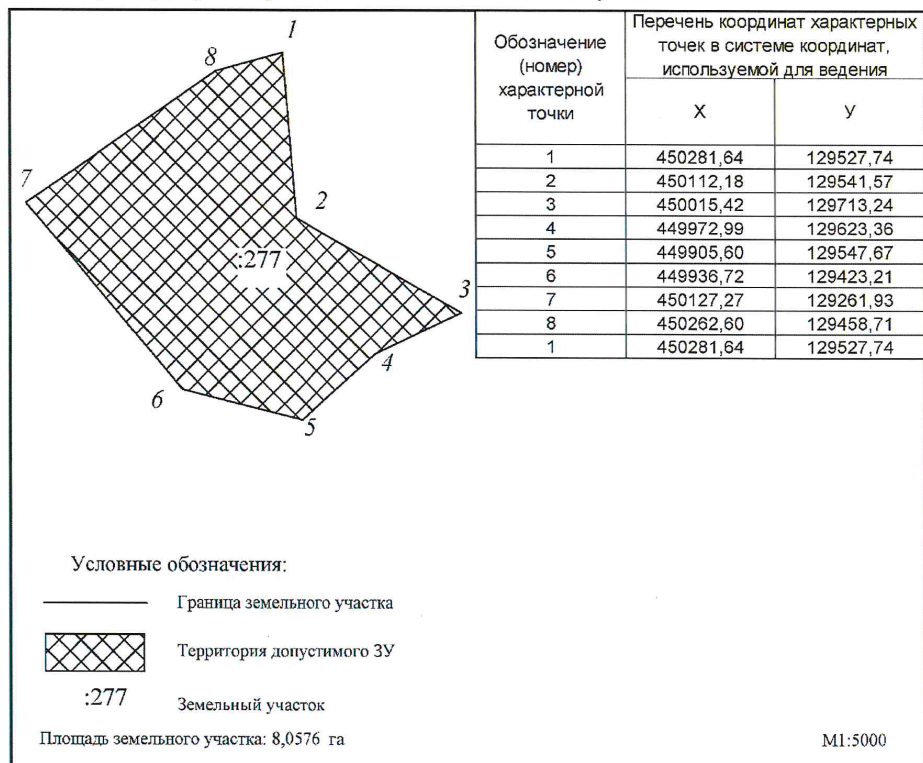 1
8
7
2
:277
3
4
6
5
Обозначение (номер) характерной точки
Перечень координат характерных точек в системе координат, используемой для ведения
X У
1 450281,64 129527,74
2 450112,18 129541,57
3 450015,42 129713,24
4 449972,99 129623,36
5 449905,60 129547,67
6 449936,72 129423,21
7 450127,27 129261,93
8 450262,60 129458,71
1 450281,64 129527,74
Условные обозначения:
Граница земельного участка
Территория допустимого ЗУ
:277 Земельный участок
Площадь земельного участка: 8,0576 га
М1:5000